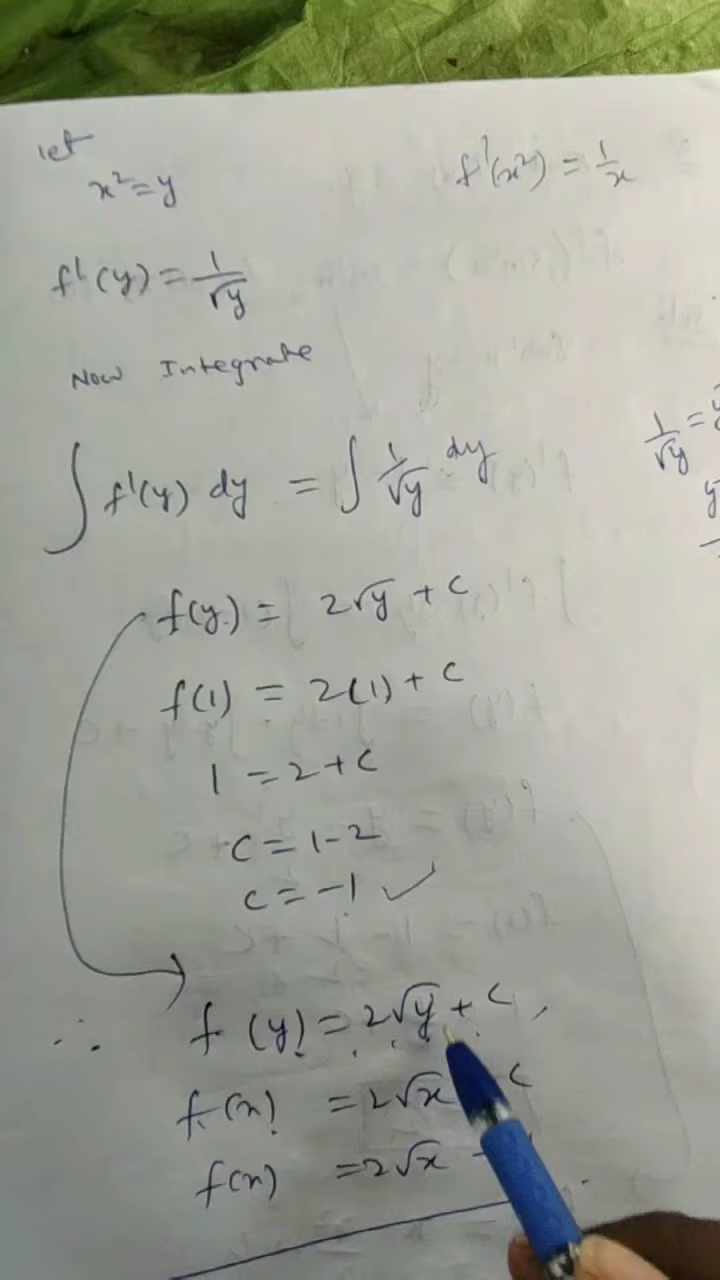 let
x² = y
f'(x²) = 1/x
f'(y) = 1/√y
Now Integrate
∫ f'(y) dy = ∫ 1/√y dy
1/√y =
f(y) = 2√y + c
f(1) = 2(1) + c
1 = 2 + c
c = 1-2
c = -1 ✓
∴ f(y) = 2√y + c
f(x) = 2√x c
f(x) = 2√x